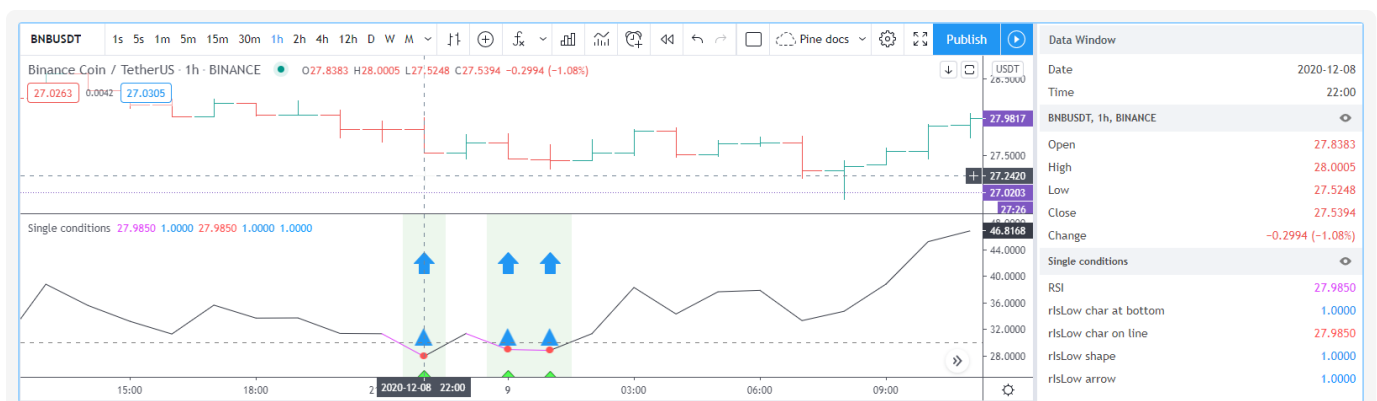 BNBUSDT 1s 5s 1m 5m 15m 30m 1h 2h 4h 12h D W M fx Pine docs Publish
Binance Coin / TetherUS · 1h · BINANCE O27.8383 H28.0005 L27.5248 C27.5394 −0.2994 (−1.08%)
USDT
28.5000
27.0263 0.0042 27.0305
27.9817
27.5000
27.2420
27.0203
27:26
Single conditions 27.9850 1.0000 27.9850 1.0000 1.0000
48.0000
46.8168
44.0000
40.0000
36.0000
32.0000
28.0000
15:00 18:00 2020-12-08 22:00 9 03:00 06:00 09:00
Data Window
Date 2020-12-08
Time 22:00
BNBUSDT, 1h, BINANCE
Open 27.8383
High 28.0005
Low 27.5248
Close 27.5394
Change −0.2994 (−1.08%)
Single conditions
RSI 27.9850
rIsLow char at bottom 1.0000
rIsLow char on line 27.9850
rIsLow shape 1.0000
rIsLow arrow 1.0000